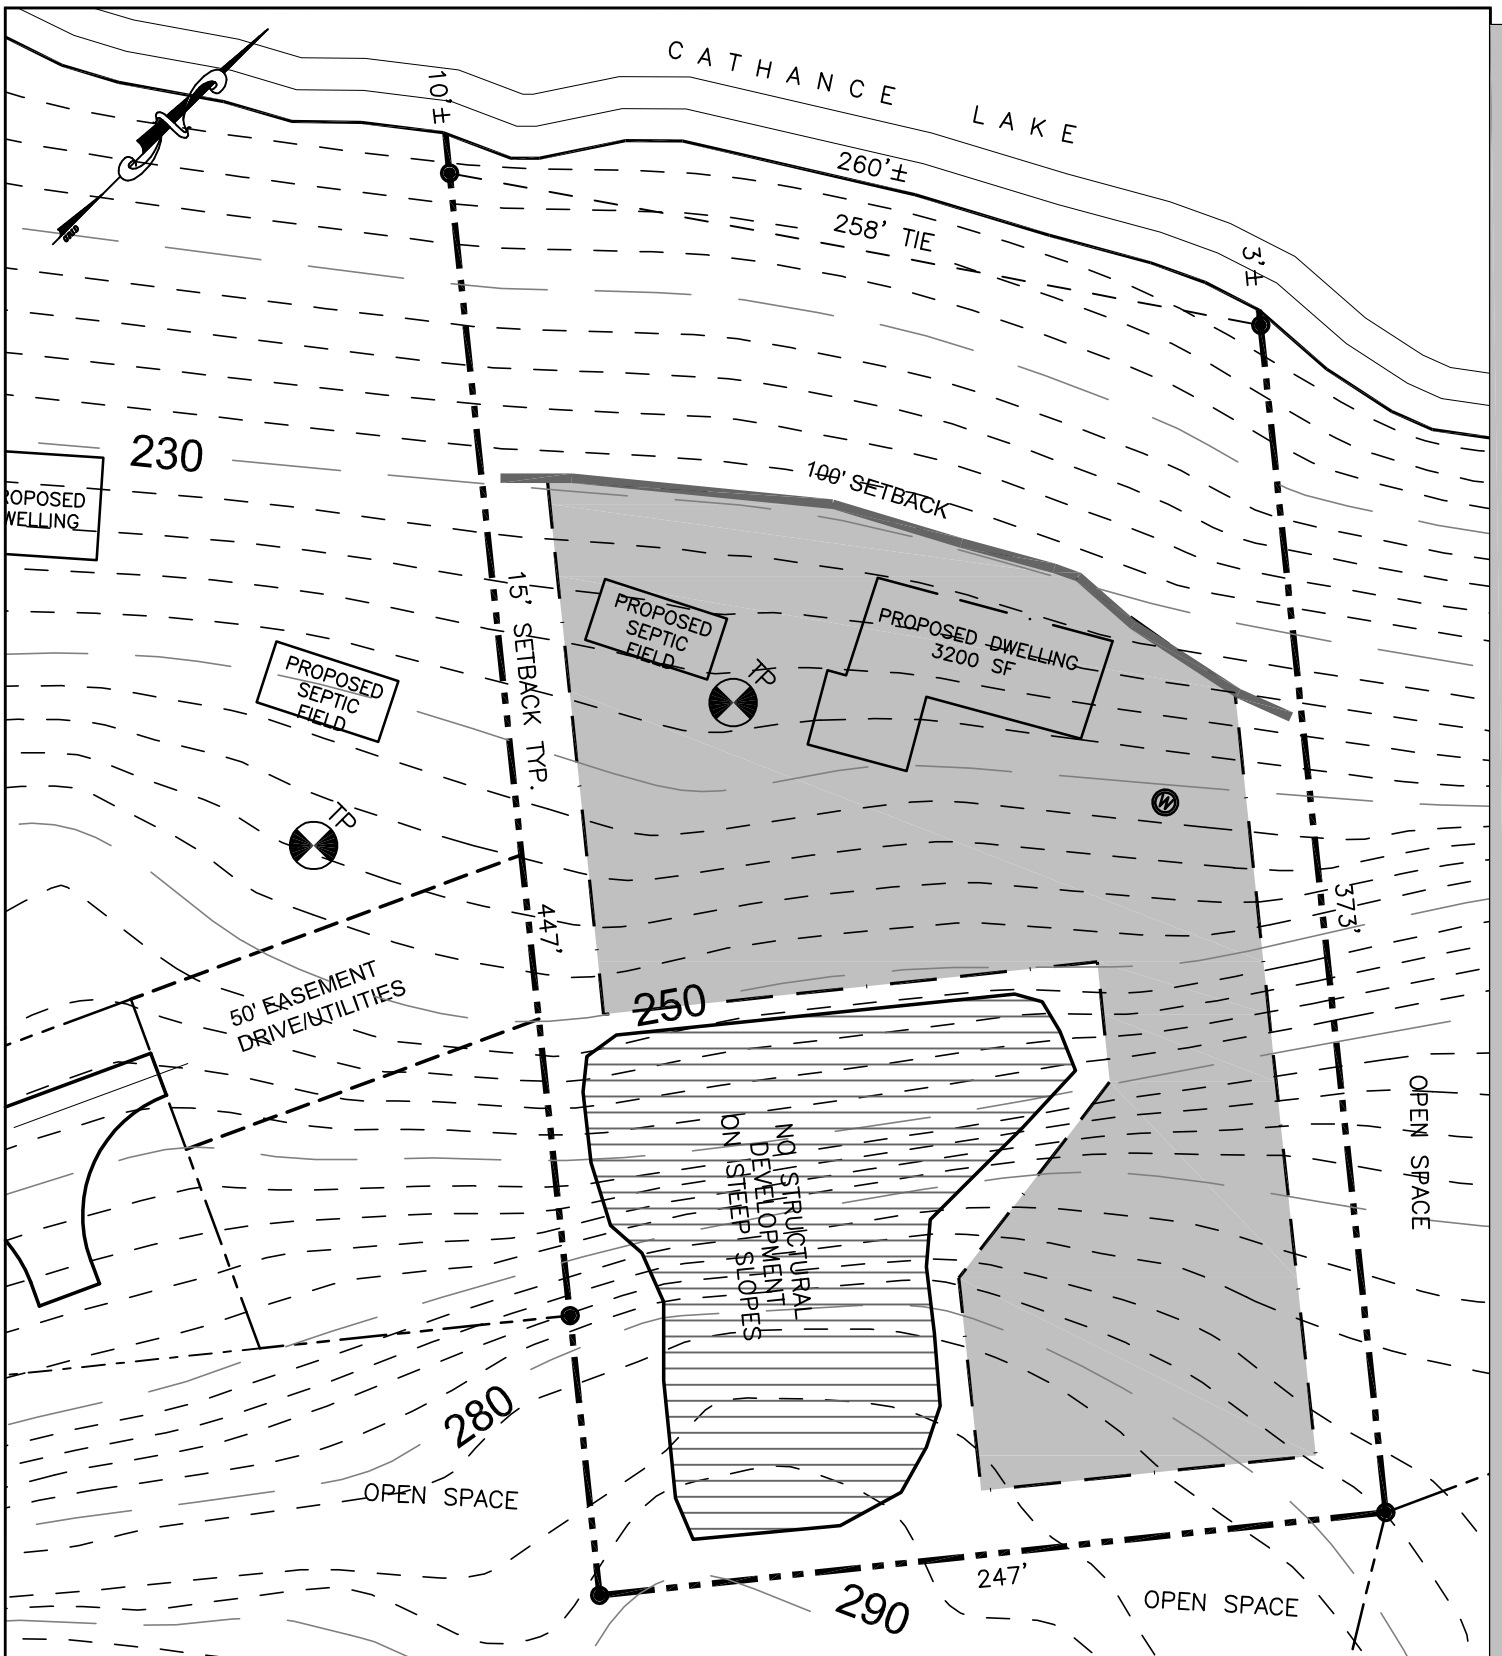 CATHANCE LAKE
10'±
260'±
258' TIE
3'±
230
100' SETBACK
ROPOSED
WELLING
15' SETBACK TYP.
PROPOSED
SEPTIC
FIELD
TP
PROPOSED DWELLING
3200 SF
PROPOSED
SEPTIC
FIELD
TP
W
447'
373'
50' EASEMENT
DRIVE/UTILITIES
250
NO STRUCTURAL
DEVELOPMENT
ON STEEP SLOPES
OPEN SPACE
280
OPEN SPACE
247'
290
OPEN SPACE